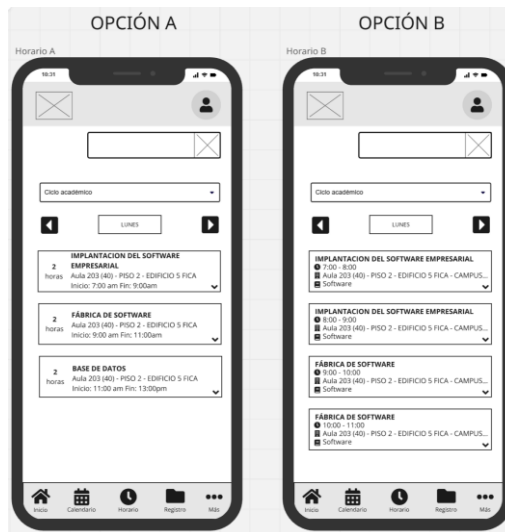 OPCIÓN A
Horario A
10:31
Ciclo académico
LUNES
2
horas
IMPLANTACION DEL SOFTWARE
EMPRESARIAL
Aula 203 (40) - PISO 2 - EDIFICIO 5 FICA
Inicio: 7:00 am Fin: 9:00am
2
horas
FÁBRICA DE SOFTWARE
Aula 203 (40) - PISO 2 - EDIFICIO 5 FICA
Inicio: 9:00 am Fin: 11:00am
2
horas
BASE DE DATOS
Aula 203 (40) - PISO 2 - EDIFICIO 5 FICA
Inicio: 11:00 am Fin: 13:00pm
Inicio
Calendario
Horario
Registro
Más
OPCIÓN B
Horario B
10:31
Ciclo académico
LUNES
IMPLANTACION DEL SOFTWARE EMPRESARIAL
7:00 - 8:00
Aula 203 (40) - PISO 2 - EDIFICIO 5 FICA - CAMPUS...
Software
IMPLANTACION DEL SOFTWARE EMPRESARIAL
8:00 - 9:00
Aula 203 (40) - PISO 2 - EDIFICIO 5 FICA - CAMPUS...
Software
FÁBRICA DE SOFTWARE
9:00 - 10:00
Aula 203 (40) - PISO 2 - EDIFICIO 5 FICA - CAMPUS...
Software
FÁBRICA DE SOFTWARE
10:00 - 11:00
Aula 203 (40) - PISO 2 - EDIFICIO 5 FICA - CAMPUS...
Software
Inicio
Calendario
Horario
Registro
Más